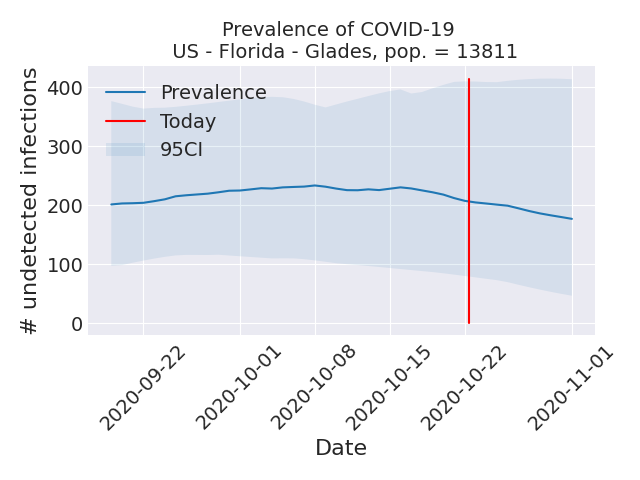 Prevalence of COVID-19
US - Florida - Glades, pop. = 13811
# undetected infections
400
300
200
100
0
Prevalence
Today
95CI
2020-09-22
2020-10-01
2020-10-08
2020-10-15
2020-10-22
2020-11-01
Date